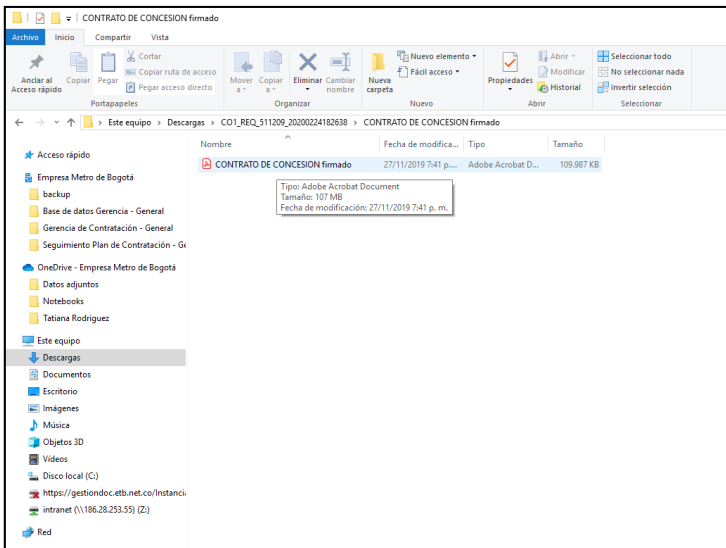 CONTRATO DE CONCESION firmado
Archivo Inicio Compartir Vista
Anclar al Acceso rápido
Copiar
Pegar
Cortar
Copiar ruta de acceso
Pegar acceso directo
Portapapeles
Mover a
Copiar a
Eliminar
Cambiar nombre
Organizar
Nueva carpeta
Nuevo elemento
Fácil acceso
Nuevo
Propiedades
Abrir
Modificar
Historial
Abrir
Seleccionar todo
No seleccionar nada
Invertir selección
Seleccionar
Este equipo > Descargas > CO1_REQ_511209_20200224182638 > CONTRATO DE CONCESION firmado
Nombre Fecha de modifica... Tipo Tamaño
CONTRATO DE CONCESION firmado 27/11/2019 7:41 p.... Adobe Acrobat D... 109.987 KB
Tipo: Adobe Acrobat Document
Tamaño: 107 MB
Fecha de modificación: 27/11/2019 7:41 p. m.
Acceso rápido
Empresa Metro de Bogotá
backup
Base de datos Gerencia - General
Gerencia de Contratación - General
Seguimiento Plan de Contratación - Ge
OneDrive - Empresa Metro de Bogotá
Datos adjuntos
Notebooks
Tatiana Rodriguez
Este equipo
Descargas
Documentos
Escritorio
Imágenes
Música
Objetos 3D
Vídeos
Disco local (C:)
https://gestiondoc.etb.net.co/Instancia
intranet (\\186.28.253.55) (Z:)
Red